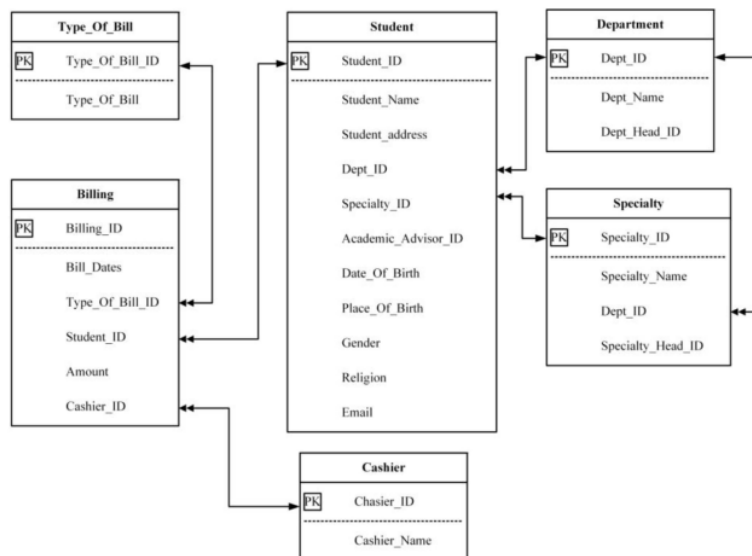 Type_Of_Bill
PK Type_Of_Bill_ID
Type_Of_Bill
Billing
PK Billing_ID
Bill_Dates
Type_Of_Bill_ID
Student_ID
Amount
Cashier_ID
Student
PK Student_ID
Student_Name
Student_address
Dept_ID
Specialty_ID
Academic_Advisor_ID
Date_Of_Birth
Place_Of_Birth
Gender
Religion
Email
Cashier
PK Chasier_ID
Cashier_Name
Department
PK Dept_ID
Dept_Name
Dept_Head_ID
Specialty
PK Specialty_ID
Specialty_Name
Dept_ID
Specialty_Head_ID